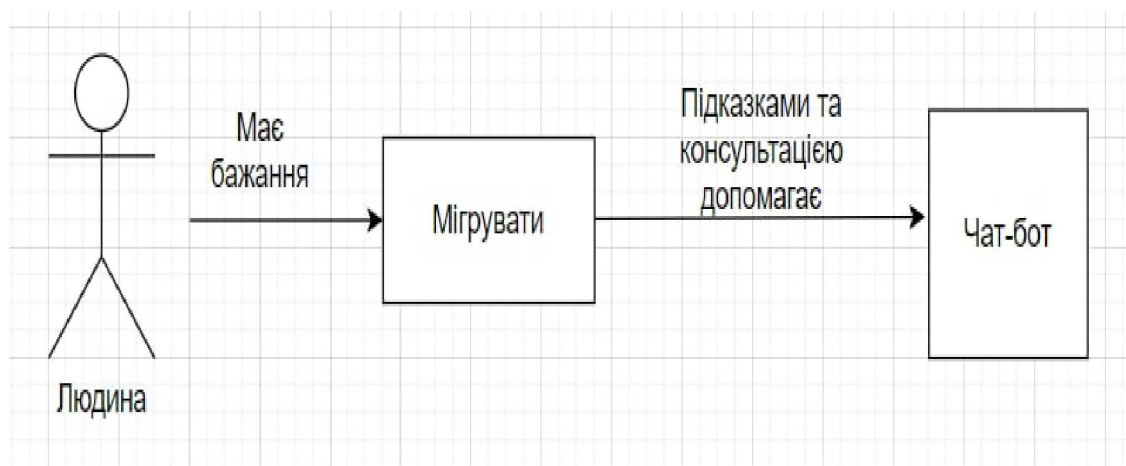 Має
бажання
Мігрувати
Підказками та
консультацією
допомагає
Чат-бот
Людина